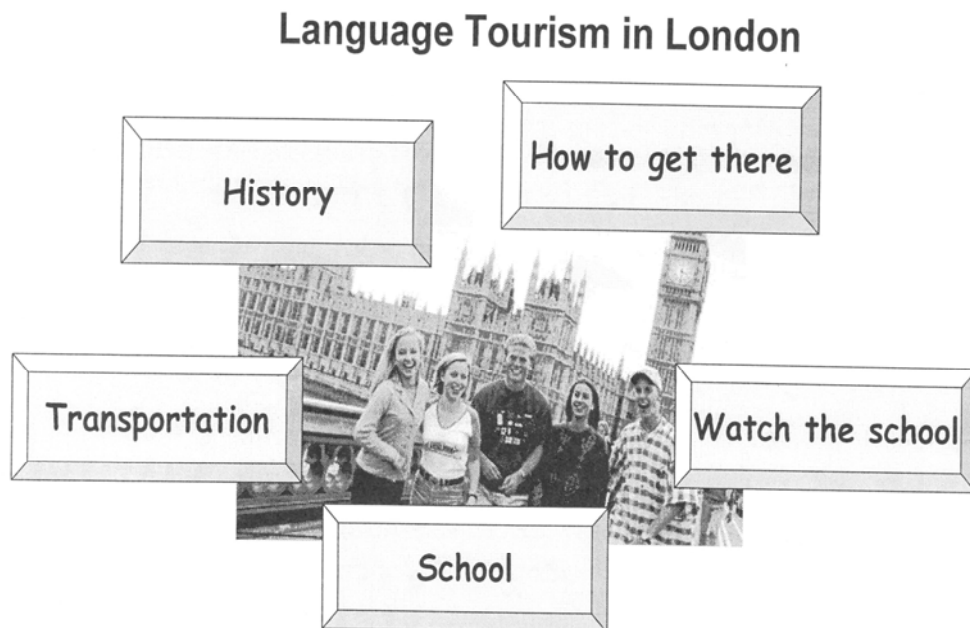 Language Tourism in London
How to get there
History
Transportation
Watch the school
School